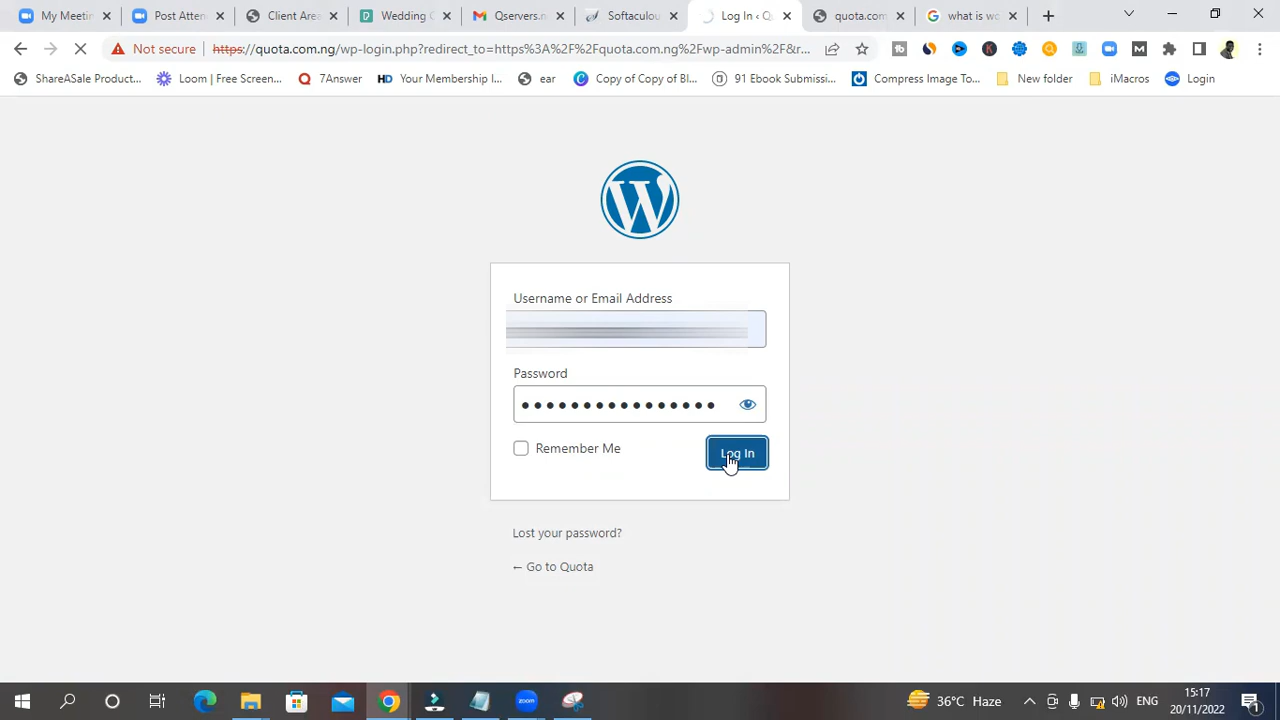 My Meetin
Post Atten
Client Area
Wedding C
Qservers.n
Softaculou
Log In ‹ Qu
quota.com
what is wo
Not secure
https://quota.com.ng/wp-login.php?redirect_to=https%3A%2F%2Fquota.com.ng%2Fwp-admin%2F&r...
ShareASale Product...
Loom | Free Screen...
7Answer
Your Membership I...
ear
Copy of Copy of Bl...
91 Ebook Submissi...
Compress Image To...
New folder
iMacros
Login
Username or Email Address
Password
Remember Me
Log In
Lost your password?
← Go to Quota
36°C Haze
ENG
15:17
20/11/2022